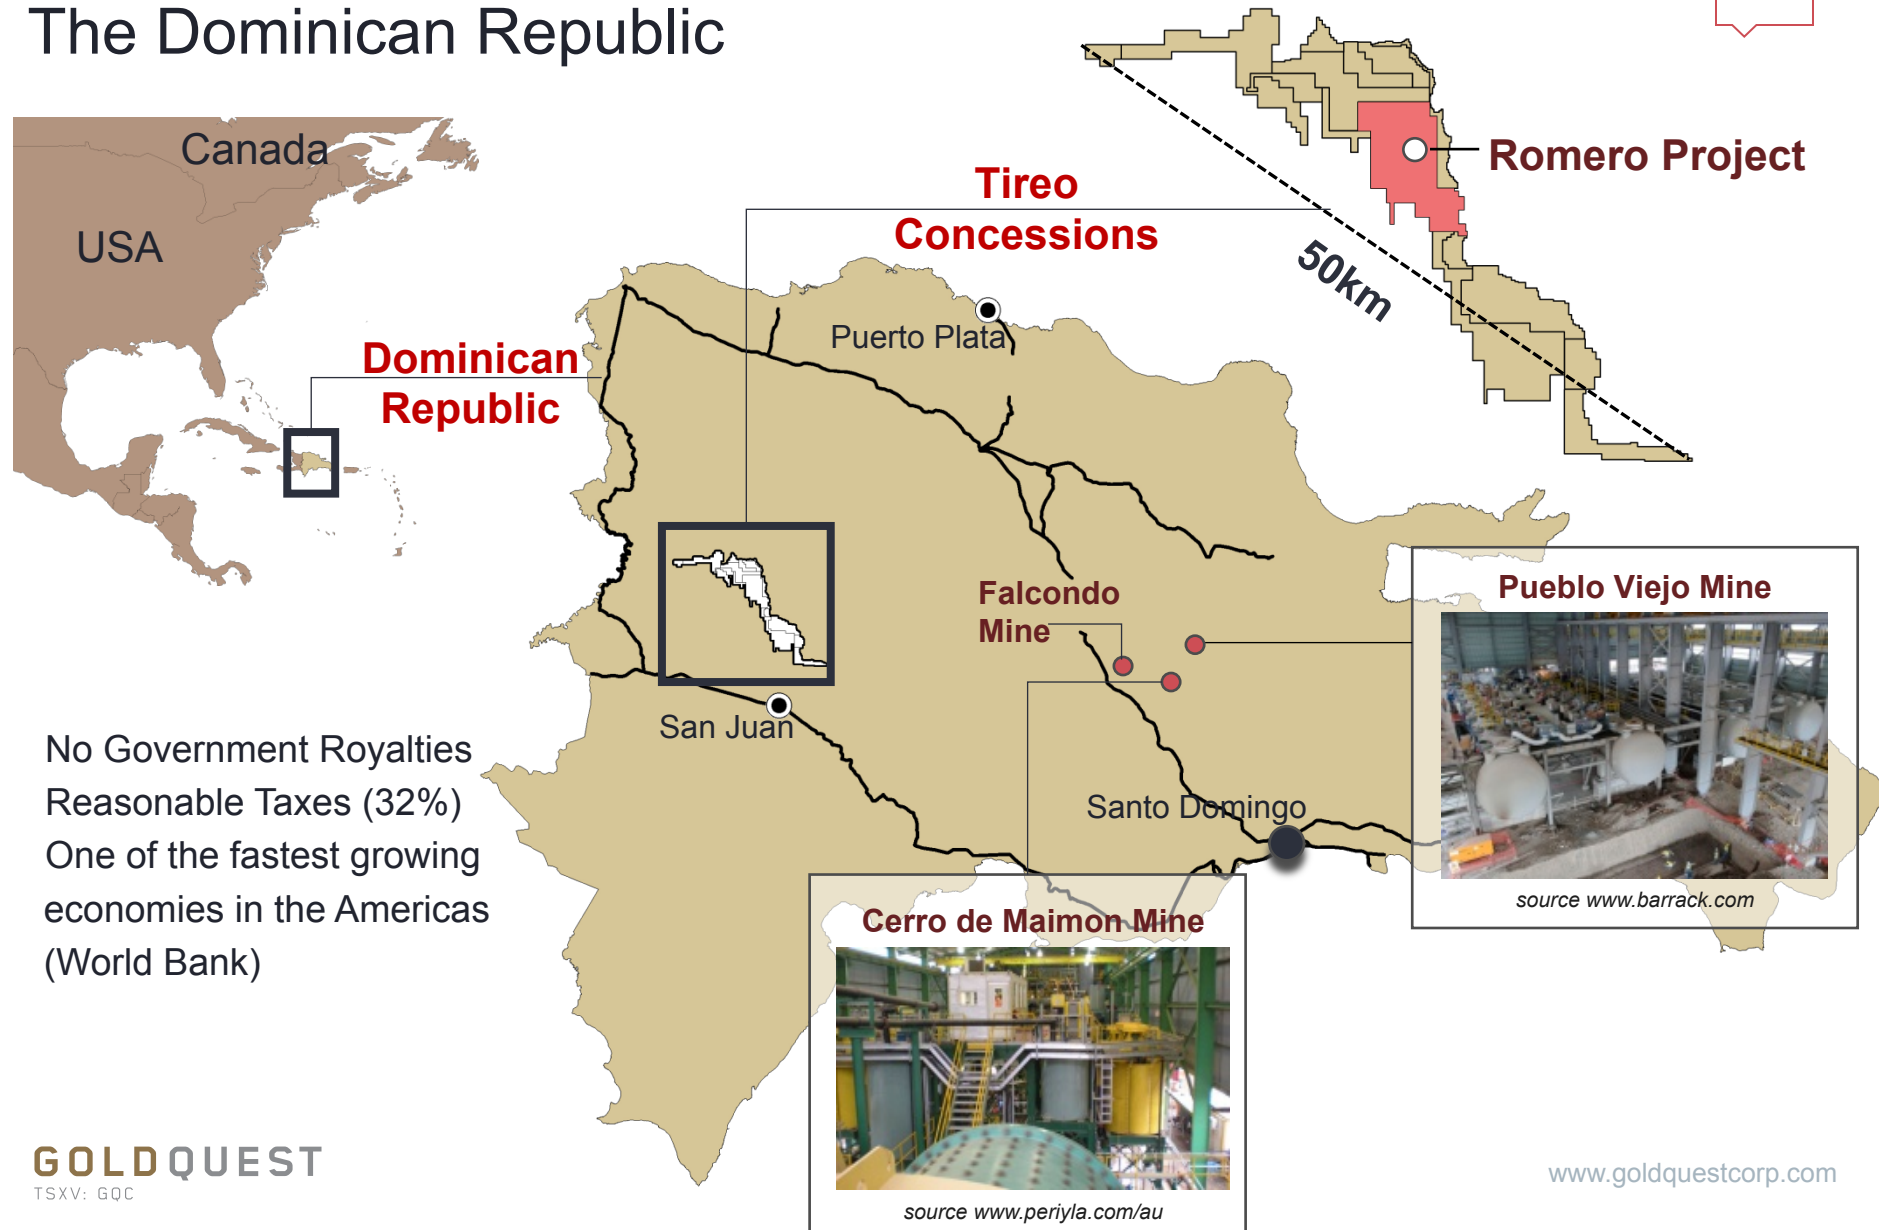 The Dominican Republic
Canada
USA
Dominican
Republic
Tireo
Concessions
Romero Project
50km
Puerto Plata
Falcondo
Mine
San Juan
Santo Domingo
Pueblo Viejo Mine
source www.barrack.com
Cerro de Maimon Mine
source www.periyla.com/au
No Government Royalties
Reasonable Taxes (32%)
One of the fastest growing
economies in the Americas
(World Bank)
GOLDQUEST
TSXV: GQC
www.goldquestcorp.com